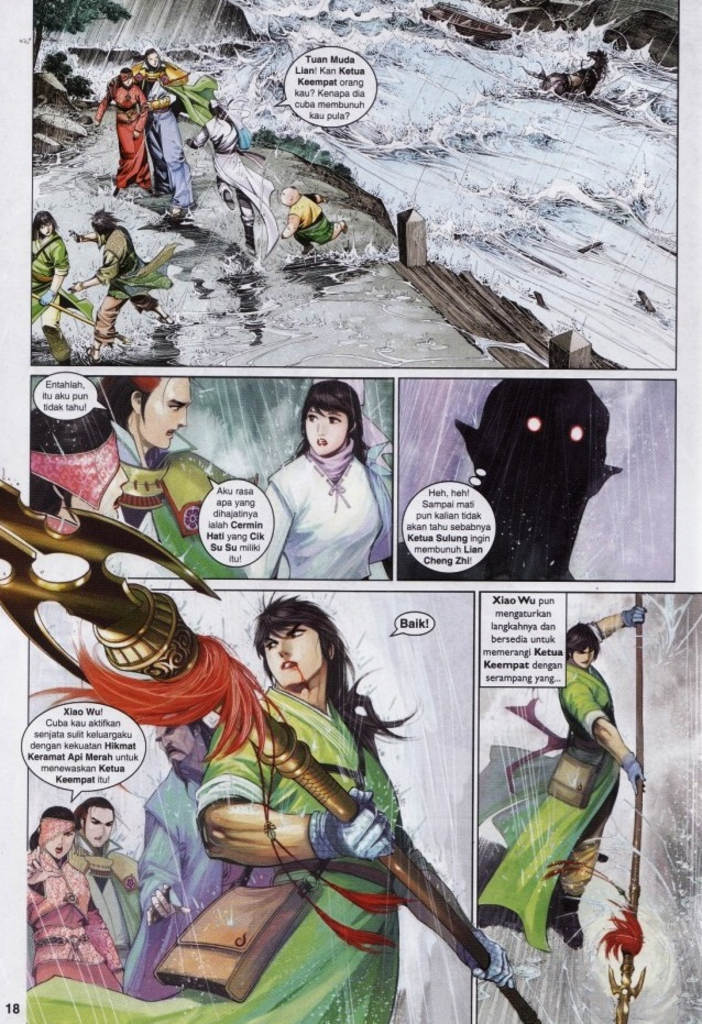 Tuan Muda
Lian! Kan Ketua
Keempat orang
kau? Kenapa dia
cuba membunuh
kau pula?
Entahlah,
itu aku pun
tidak tahu!
Aku rasa
apa yang
dihajatinya
ialah Cermin
Hati yang Cik
Su Su miliki
itu!
Heh, heh!
Sampai mati
pun kalian tidak
akan tahu sebabnya
Ketua Sulung ingin
membunuh Lian
Cheng Zhi!
Xiao Wu!
Cuba kau aktifkan
senjata sulit keluargaku
dengan kekuatan Hikmat
Keramat Api Merah untuk
menewaskan Ketua
Keempat itu!
Baik!
Xiao Wu pun
mengaturkan
langkahnya dan
bersedia untuk
memerangi Ketua
Keempat dengan
serampang yang...
18